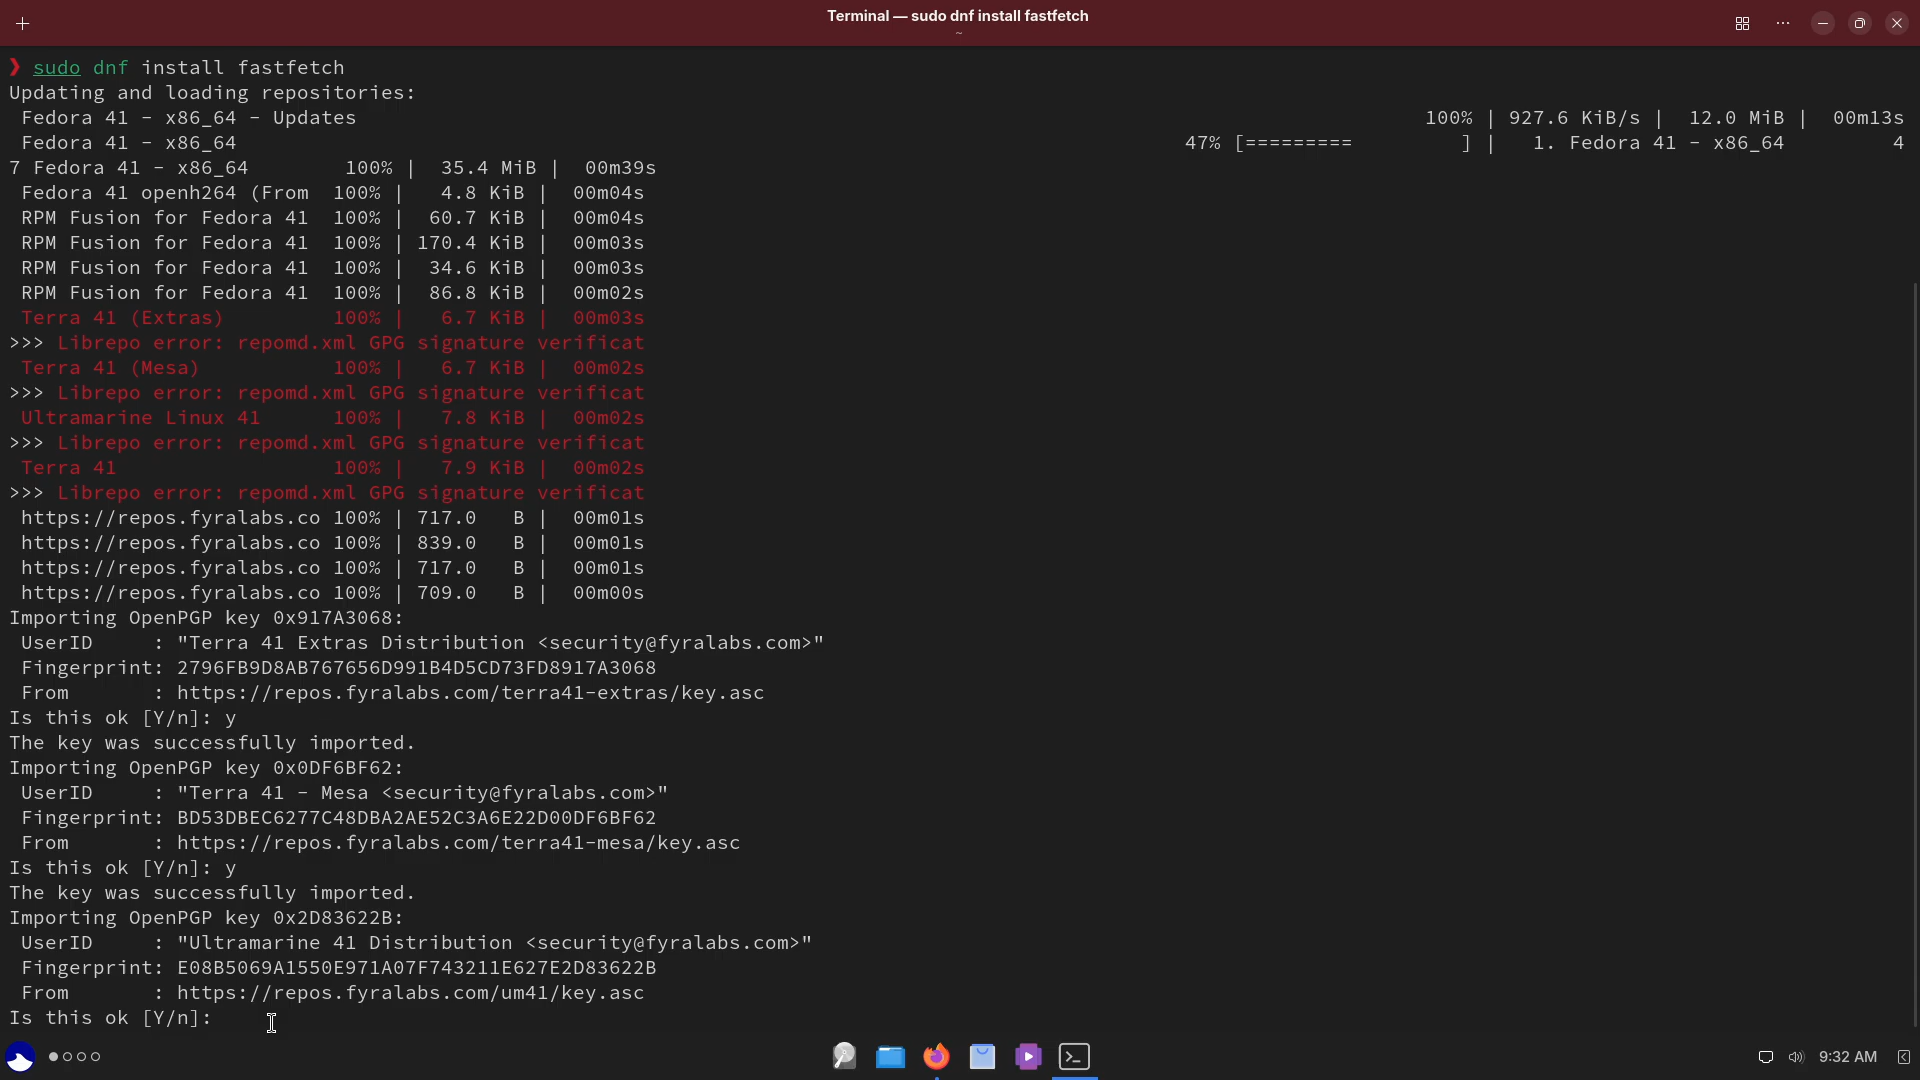 Terminal — sudo dnf install fastfetch
~
❯ sudo dnf install fastfetch
Updating and loading repositories:
Fedora 41 - x86_64 - Updates 100% | 927.6 KiB/s | 12.0 MiB | 00m13s
Fedora 41 - x86_64 47% [========= ] | 1. Fedora 41 - x86_64 4
7 Fedora 41 - x86_64 100% | 35.4 MiB | 00m39s
Fedora 41 openh264 (From 100% | 4.8 KiB | 00m04s
RPM Fusion for Fedora 41 100% | 60.7 KiB | 00m04s
RPM Fusion for Fedora 41 100% | 170.4 KiB | 00m03s
RPM Fusion for Fedora 41 100% | 34.6 KiB | 00m03s
RPM Fusion for Fedora 41 100% | 86.8 KiB | 00m02s
Terra 41 (Extras) 100% | 6.7 KiB | 00m03s
>>> Librepo error: repomd.xml GPG signature verificat
Terra 41 (Mesa) 100% | 6.7 KiB | 00m02s
>>> Librepo error: repomd.xml GPG signature verificat
Ultramarine Linux 41 100% | 7.8 KiB | 00m02s
>>> Librepo error: repomd.xml GPG signature verificat
Terra 41 100% | 7.9 KiB | 00m02s
>>> Librepo error: repomd.xml GPG signature verificat
https://repos.fyralabs.co 100% | 717.0 B | 00m01s
https://repos.fyralabs.co 100% | 839.0 B | 00m01s
https://repos.fyralabs.co 100% | 717.0 B | 00m01s
https://repos.fyralabs.co 100% | 709.0 B | 00m00s
Importing OpenPGP key 0x917A3068:
UserID : "Terra 41 Extras Distribution <security@fyralabs.com>"
Fingerprint: 2796FB9D8AB767656D991B4D5CD73FD8917A3068
From : https://repos.fyralabs.com/terra41-extras/key.asc
Is this ok [Y/n]: y
The key was successfully imported.
Importing OpenPGP key 0x0DF6BF62:
UserID : "Terra 41 - Mesa <security@fyralabs.com>"
Fingerprint: BD53DBEC6277C48DBA2AE52C3A6E22D00DF6BF62
From : https://repos.fyralabs.com/terra41-mesa/key.asc
Is this ok [Y/n]: y
The key was successfully imported.
Importing OpenPGP key 0x2D83622B:
UserID : "Ultramarine 41 Distribution <security@fyralabs.com>"
Fingerprint: E08B5069A1550E971A07F743211E627E2D83622B
From : https://repos.fyralabs.com/um41/key.asc
Is this ok [Y/n]:
9:32 AM